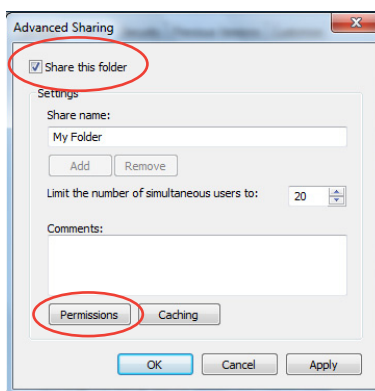 Advanced Sharing
Share this folder
Settings
Share name:
My Folder
Add Remove
Limit the number of simultaneous users to: 20
Comments:
Permissions Caching
OK Cancel Apply